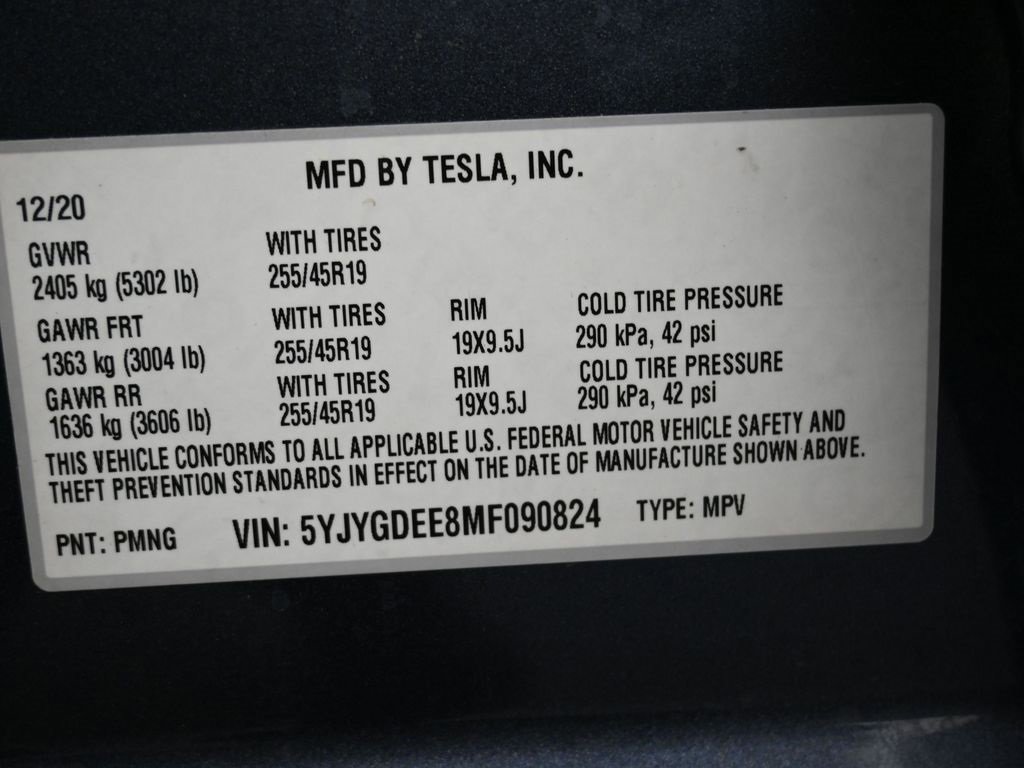 MFD BY TESLA, INC.
12/20
GVWR WITH TIRES
2405 kg (5302 lb) 255/45R19
GAWR FRT WITH TIRES RIM COLD TIRE PRESSURE
1363 kg (3004 lb) 255/45R19 19X9.5J 290 kPa, 42 psi
GAWR RR WITH TIRES RIM COLD TIRE PRESSURE
1636 kg (3606 lb) 255/45R19 19X9.5J 290 kPa, 42 psi
THIS VEHICLE CONFORMS TO ALL APPLICABLE U.S. FEDERAL MOTOR VEHICLE SAFETY AND
THEFT PREVENTION STANDARDS IN EFFECT ON THE DATE OF MANUFACTURE SHOWN ABOVE.
PNT: PMNG VIN: 5YJYGDEE8MF090824 TYPE: MPV